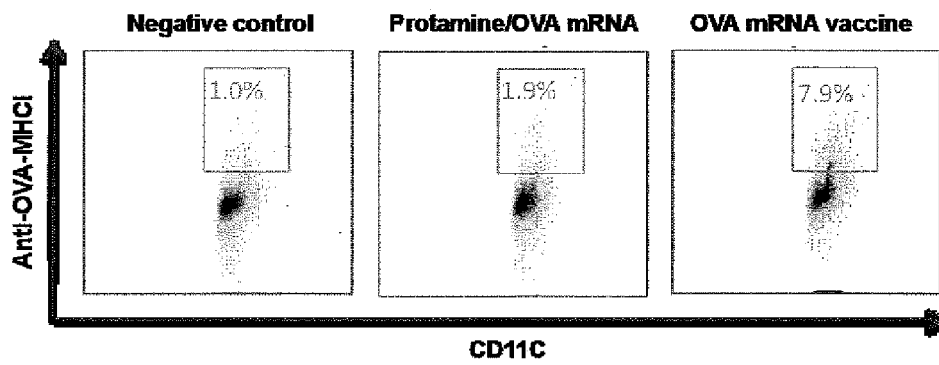 Negative control Protamine/OVA mRNA OVA mRNA vaccine
1.0% 1.9% 7.9%
Anti-OVA-MHCI
CD11C